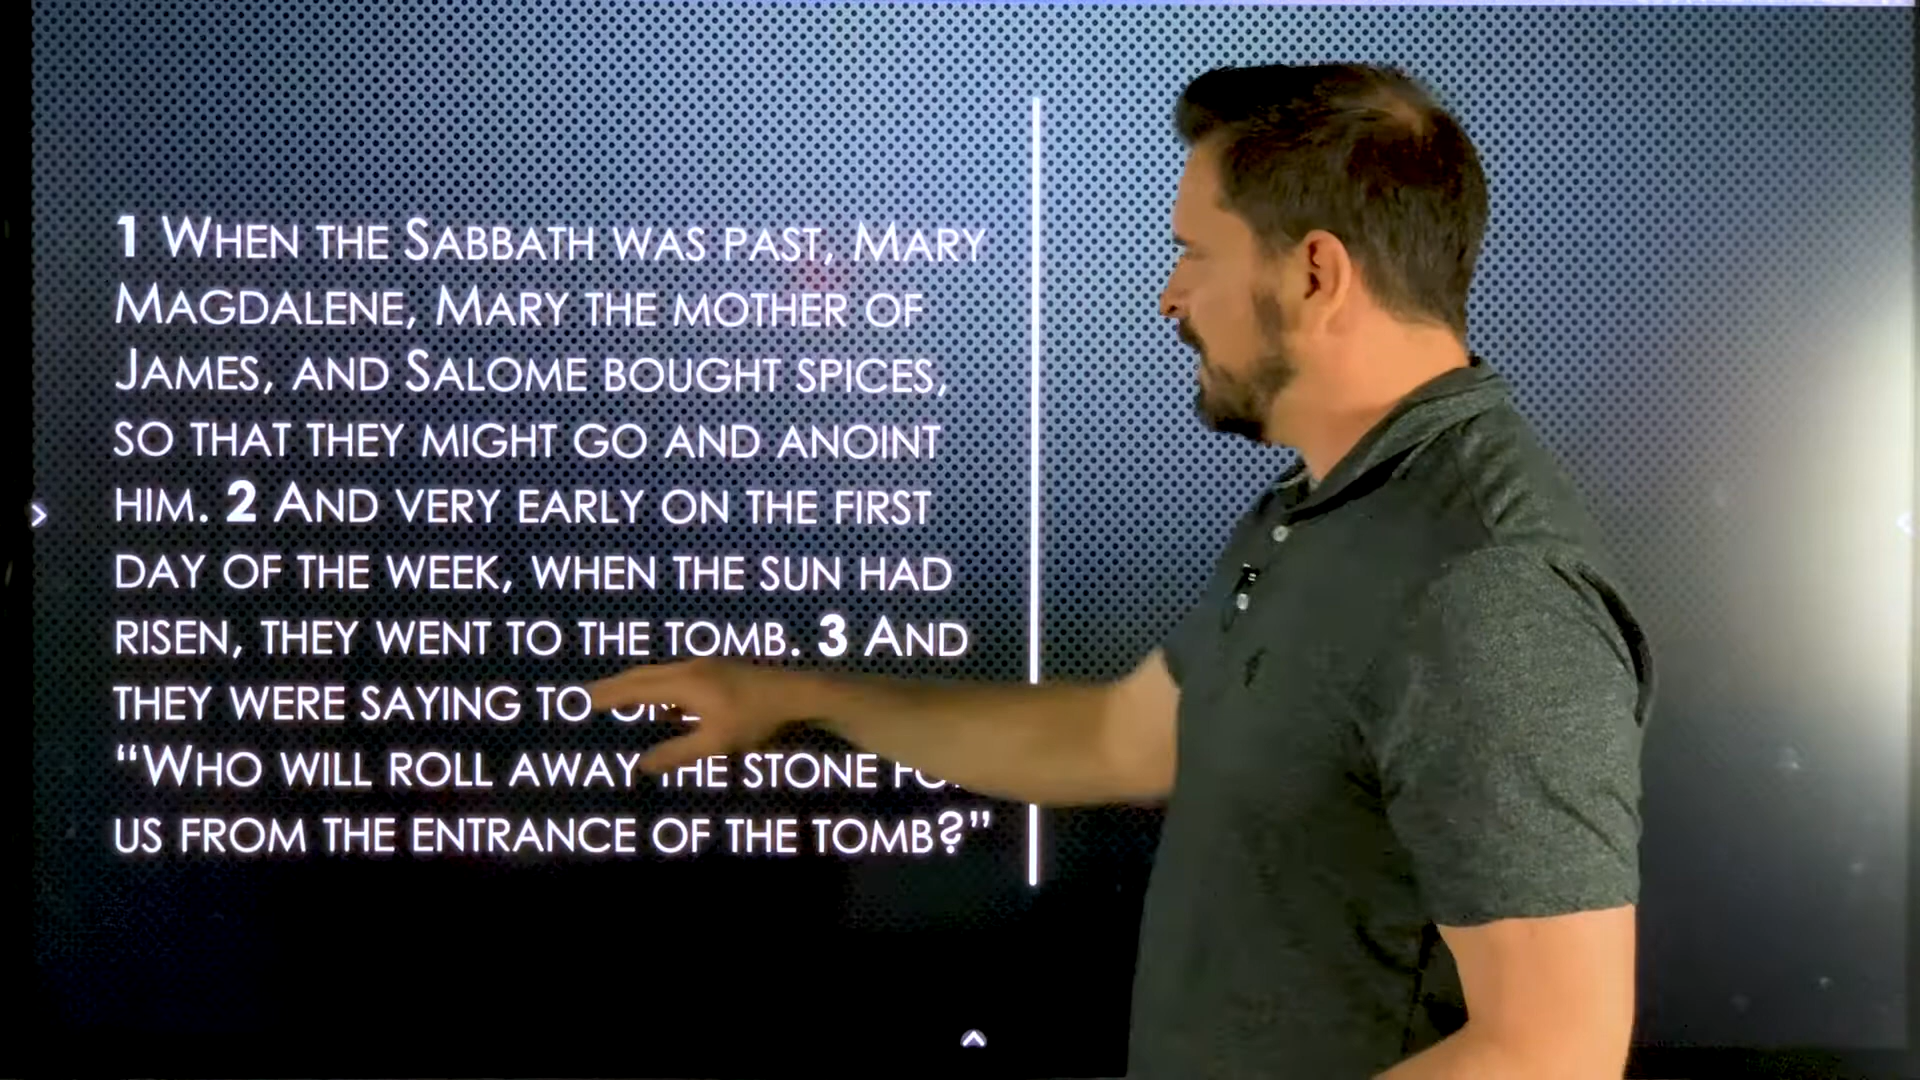 1 When the Sabbath was past, Mary
Magdalene, Mary the mother of
James, and Salome bought spices,
so that they might go and anoint
him. 2 And very early on the first
day of the week, when the sun had
risen, they went to the tomb. 3 And
they were saying to one
“Who will roll away the stone for
us from the entrance of the tomb?”